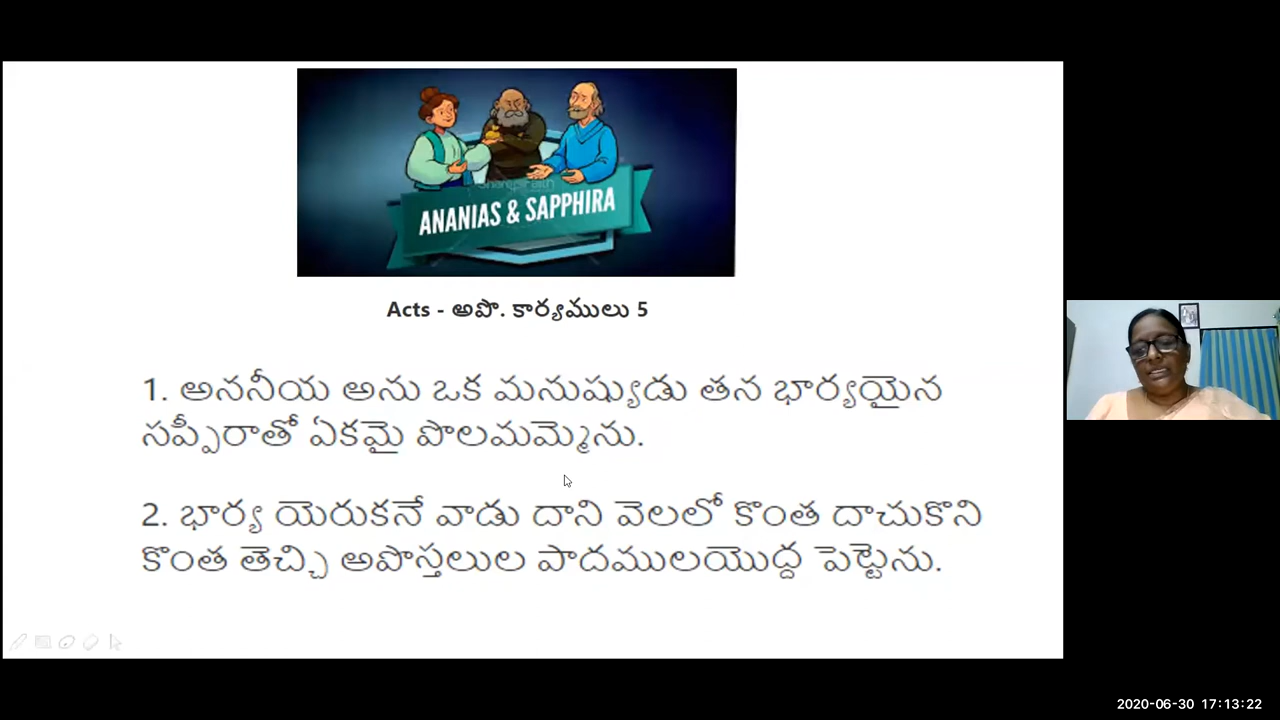 ANANIAS & SAPPHIRA
Acts - అపొ. కార్యములు 5
1. అననీయ అను ఒక మనుష్యుడు తన భార్యయైన
సప్పీరాతో ఏకమై పొలమమ్మెను.
2. భార్య యెరుకనే వాడు దాని వెలలో కొంత దాచుకొని
కొంత తెచ్చి అపొస్తలుల పాదములయొద్ద పెట్టెను.
2020-06-30 17:13:22